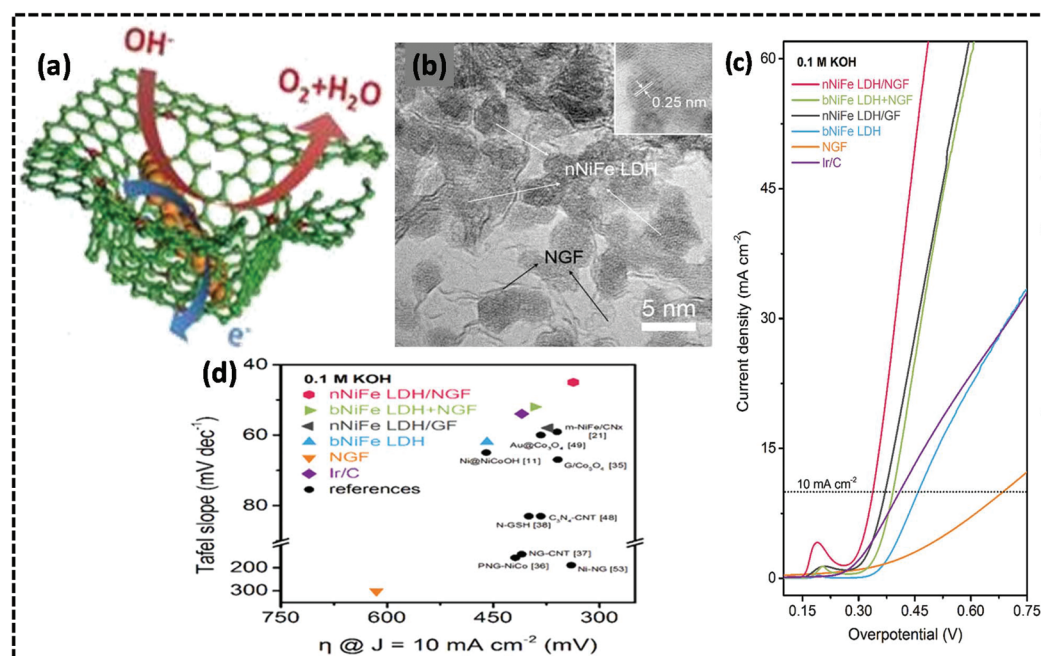 (a)
OH⁻
O₂+H₂O
e⁻
(b)
0.25 nm
nNiFe LDH
NGF
5 nm
(c)
0.1 M KOH
nNiFe LDH/NGF
bNiFe LDH+NGF
nNiFe LDH/GF
bNiFe LDH
NGF
Ir/C
10 mA cm⁻²
Current density (mA cm⁻²)
60
45
30
15
0
0.15
0.30
0.45
0.60
0.75
Overpotential (V)
(d)
0.1 M KOH
nNiFe LDH/NGF
bNiFe LDH+NGF
nNiFe LDH/GF
bNiFe LDH
NGF
Ir/C
references
m-NiFe/CNx
[21]
Au@Co₃O₄
[49]
Ni@NiCoOH [11]
G/Co₃O₄ [35]
C₃N₄-CNT [48]
N-GSH [38]
NG-CNT [37]
PNG-NiCo [36]
Ni-NG [53]
Tafel slope (mV dec⁻¹)
40
60
80
200
300
750
600
450
300
η @ J = 10 mA cm⁻² (mV)